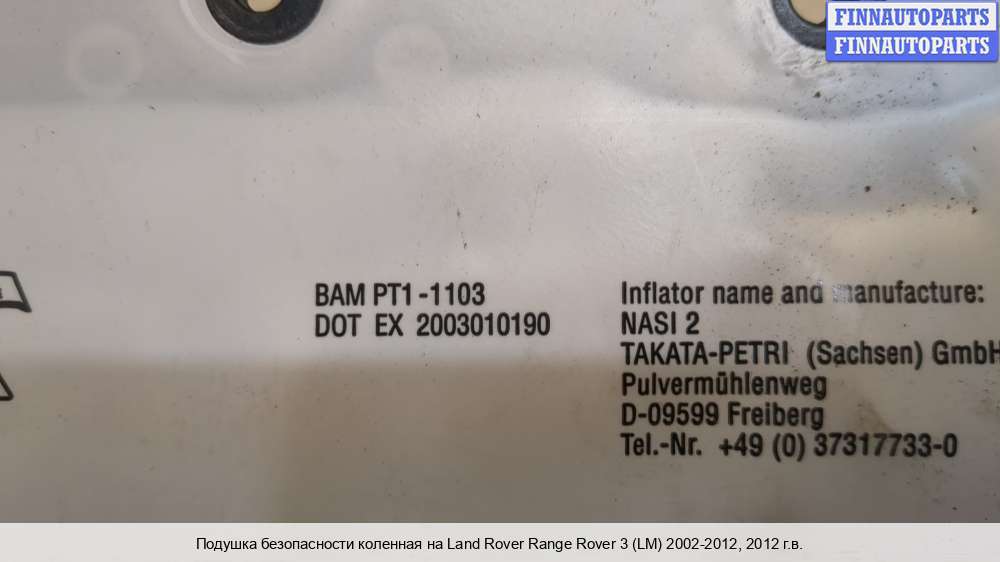 FINNAUTOPARTS
FINNAUTOPARTS
BAM PT1-1103
DOT EX 2003010190
Inflator name and manufacture:
NASI 2
TAKATA-PETRI (Sachsen) GmbH
Pulvermühlenweg
D-09599 Freiberg
Tel.-Nr. +49 (0) 37317733-0
Подушка безопасности коленная на Land Rover Range Rover 3 (LM) 2002-2012, 2012 г.в.